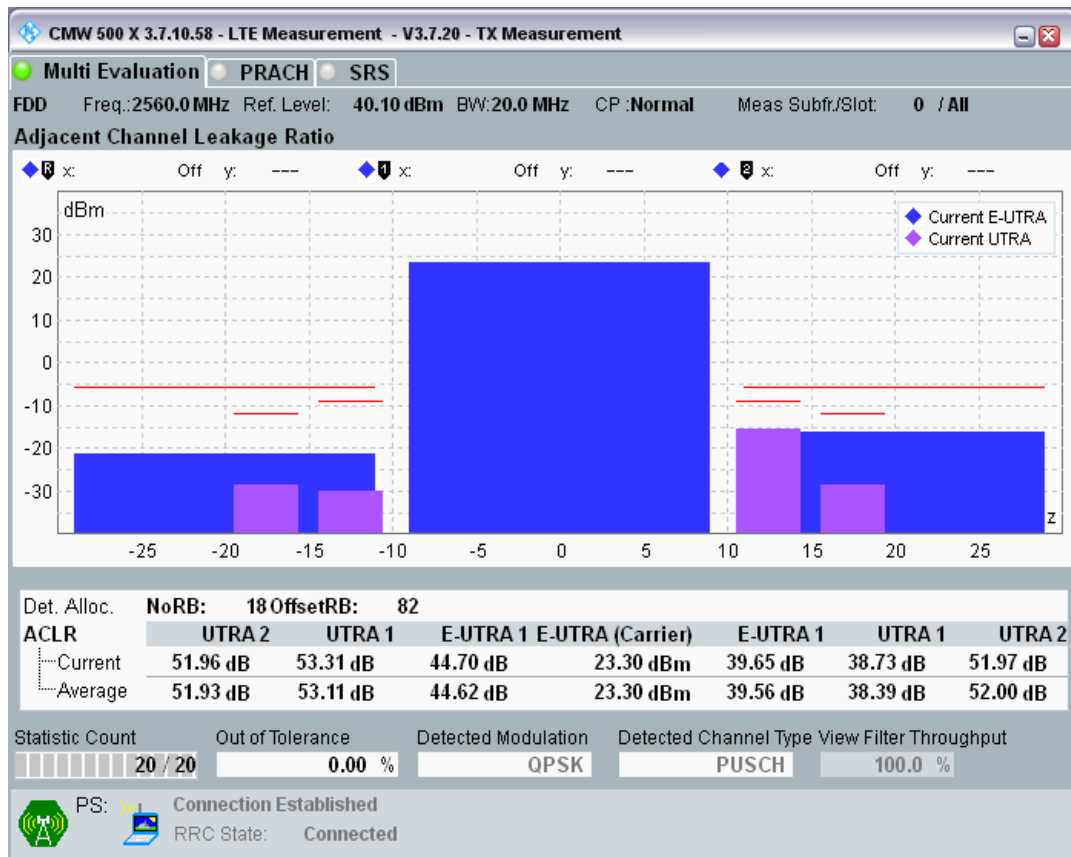 CMW 500 X 3.7.10.58 - LTE Measurement - V3.7.20 - TX Measurement
Multi Evaluation PRACH SRS
FDD Freq.:2560.0 MHz Ref. Level: 40.10 dBm BW:20.0 MHz CP :Normal Meas Subfr./Slot: 0 / All
Adjacent Channel Leakage Ratio
R x: Off y: --- 1 x: Off y: --- 2 x: Off y: ---
dBm
Current E-UTRA
Current UTRA
30
20
10
0
-10
-20
-30
z
-25 -20 -15 -10 -5 0 5 10 15 20 25
Det. Alloc. NoRB: 18 OffsetRB: 82
ACLR UTRA 2 UTRA 1 E-UTRA 1 E-UTRA (Carrier) E-UTRA 1 UTRA 1 UTRA 2
Current 51.96 dB 53.31 dB 44.70 dB 23.30 dBm 39.65 dB 38.73 dB 51.97 dB
Average 51.93 dB 53.11 dB 44.62 dB 23.30 dBm 39.56 dB 38.39 dB 52.00 dB
Statistic Count Out of Tolerance Detected Modulation Detected Channel Type View Filter Throughput
20 / 20 0.00 % QPSK PUSCH 100.0 %
PS: Connection Established
RRC State: Connected